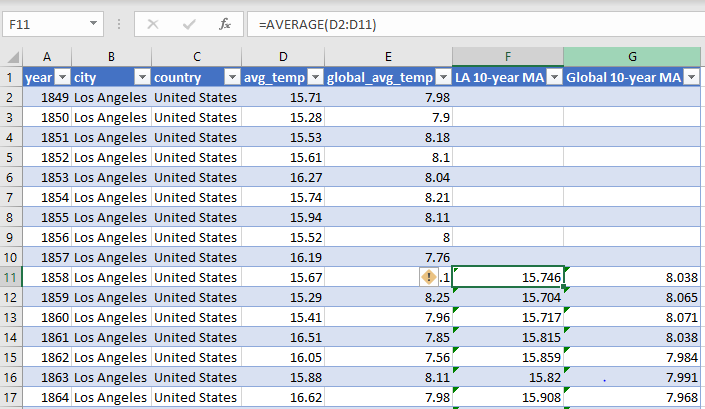 F11 fx =AVERAGE(D2:D11)
A B C D E F G
1 year city country avg_temp global_avg_temp LA 10-year MA Global 10-year MA
2 1849 Los Angeles United States 15.71 7.98
3 1850 Los Angeles United States 15.28 7.9
4 1851 Los Angeles United States 15.53 8.18
5 1852 Los Angeles United States 15.61 8.1
6 1853 Los Angeles United States 16.27 8.04
7 1854 Los Angeles United States 15.74 8.21
8 1855 Los Angeles United States 15.94 8.11
9 1856 Los Angeles United States 15.52 8
10 1857 Los Angeles United States 16.19 7.76
11 1858 Los Angeles United States 15.67 .1 15.746 8.038
12 1859 Los Angeles United States 15.29 8.25 15.704 8.065
13 1860 Los Angeles United States 15.41 7.96 15.717 8.071
14 1861 Los Angeles United States 16.51 7.85 15.815 8.038
15 1862 Los Angeles United States 16.05 7.56 15.859 7.984
16 1863 Los Angeles United States 15.88 8.11 15.82 7.991
17 1864 Los Angeles United States 16.62 7.98 15.908 7.968